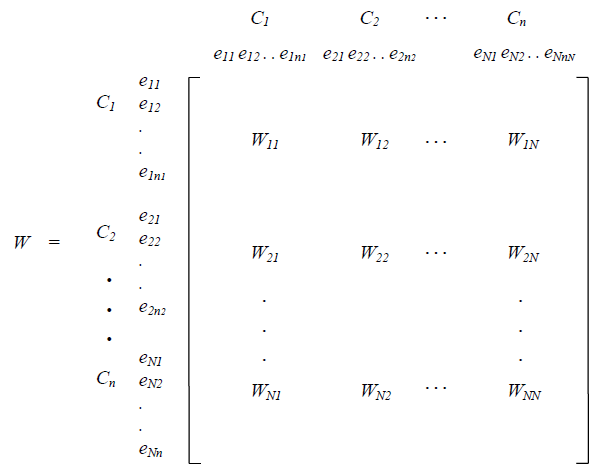 C1 C2 ··· Cn
e11 e12 . . e1n1 e21 e22 . . e2n2 eN1 eN2 . . eNnN
e11
C1 e12
.
W11 W12 ··· W1N
.
e1n1
e21
C2 e22
W = 
.
W21 W22 ··· W2N
• .
• e2n2 . .
. .
•
eN1 . .
Cn eN2
WN1 WN2 ··· WNN
.
.
eNn